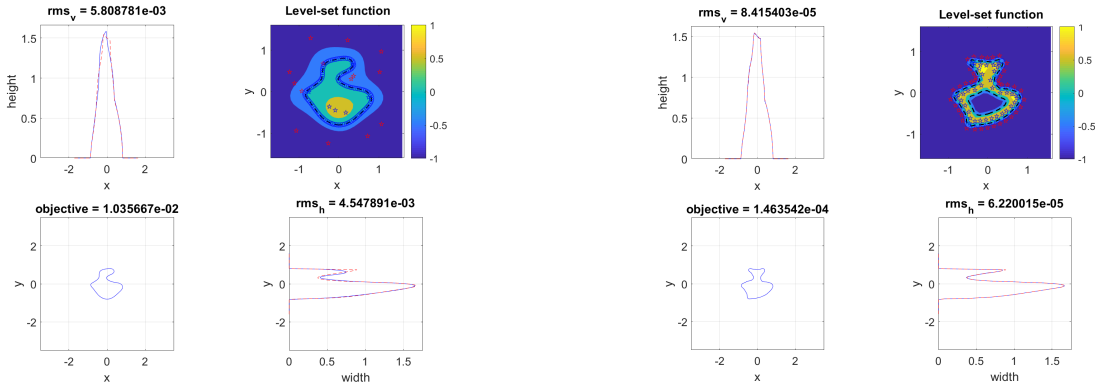 rms_v = 5.808781e-03
1.5
1
0.5
0
height
-2 0 2
x
Level-set function
1
0
-1
y
-1 0 1
x
1
0.5
0
-0.5
-1
objective = 1.035667e-02
2
0
-2
y
-2 0 2
x
rms_h = 4.547891e-03
2
0
-2
y
0 0.5 1 1.5
width
rms_v = 8.415403e-05
1.5
1
0.5
0
height
-2 0 2
x
Level-set function
1
0
-1
y
-1 0 1
x
1
0.5
0
-0.5
-1
objective = 1.463542e-04
2
0
-2
y
-2 0 2
x
rms_h = 6.220015e-05
2
0
-2
y
0 0.5 1 1.5
width